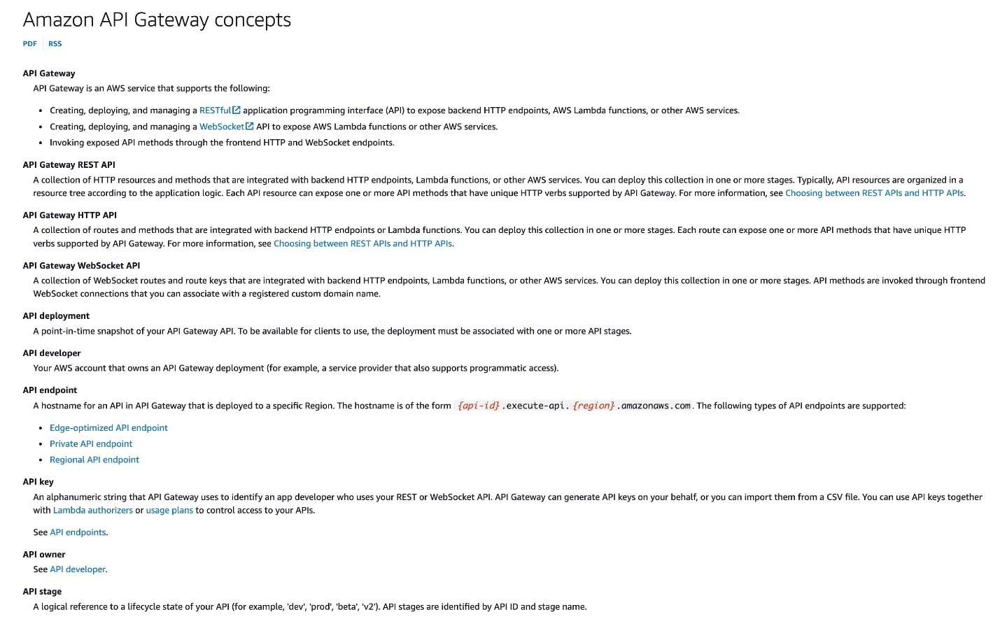 Amazon API Gateway concepts
PDF RSS
API Gateway
API Gateway is an AWS service that supports the following:
• Creating, deploying, and managing a RESTful application programming interface (API) to expose backend HTTP endpoints, AWS Lambda functions, or other AWS services.
• Creating, deploying, and managing a WebSocket API to expose AWS Lambda functions or other AWS services.
• Invoking exposed API methods through the frontend HTTP and WebSocket endpoints.
API Gateway REST API
A collection of HTTP resources and methods that are integrated with backend HTTP endpoints, Lambda functions, or other AWS services. You can deploy this collection in one or more stages. Typically, API resources are organized in a
resource tree according to the application logic. Each API resource can expose one or more API methods that have unique HTTP verbs supported by API Gateway. For more information, see Choosing between REST APIs and HTTP APIs.
API Gateway HTTP API
A collection of routes and methods that are integrated with backend HTTP endpoints or Lambda functions. You can deploy this collection in one or more stages. Each route can expose one or more API methods that have unique HTTP
verbs supported by API Gateway. For more information, see Choosing between REST APIs and HTTP APIs.
API Gateway WebSocket API
A collection of WebSocket routes and route keys that are integrated with backend HTTP endpoints, Lambda functions, or other AWS services. You can deploy this collection in one or more stages. API methods are invoked through frontend
WebSocket connections that you can associate with a registered custom domain name.
API deployment
A point-in-time snapshot of your API Gateway API. To be available for clients to use, the deployment must be associated with one or more API stages.
API developer
Your AWS account that owns an API Gateway deployment (for example, a service provider that also supports programmatic access).
API endpoint
A hostname for an API in API Gateway that is deployed to a specific Region. The hostname is of the form {api-id}.execute-api.{region}.amazonaws.com. The following types of API endpoints are supported:
• Edge-optimized API endpoint
• Private API endpoint
• Regional API endpoint
API key
An alphanumeric string that API Gateway uses to identify an app developer who uses your REST or WebSocket API. API Gateway can generate API keys on your behalf, or you can import them from a CSV file. You can use API keys together
with Lambda authorizers or usage plans to control access to your APIs.
See API endpoints.
API owner
See API developer.
API stage
A logical reference to a lifecycle state of your API (for example, 'dev', 'prod', 'beta', 'v2'). API stages are identified by API ID and stage name.